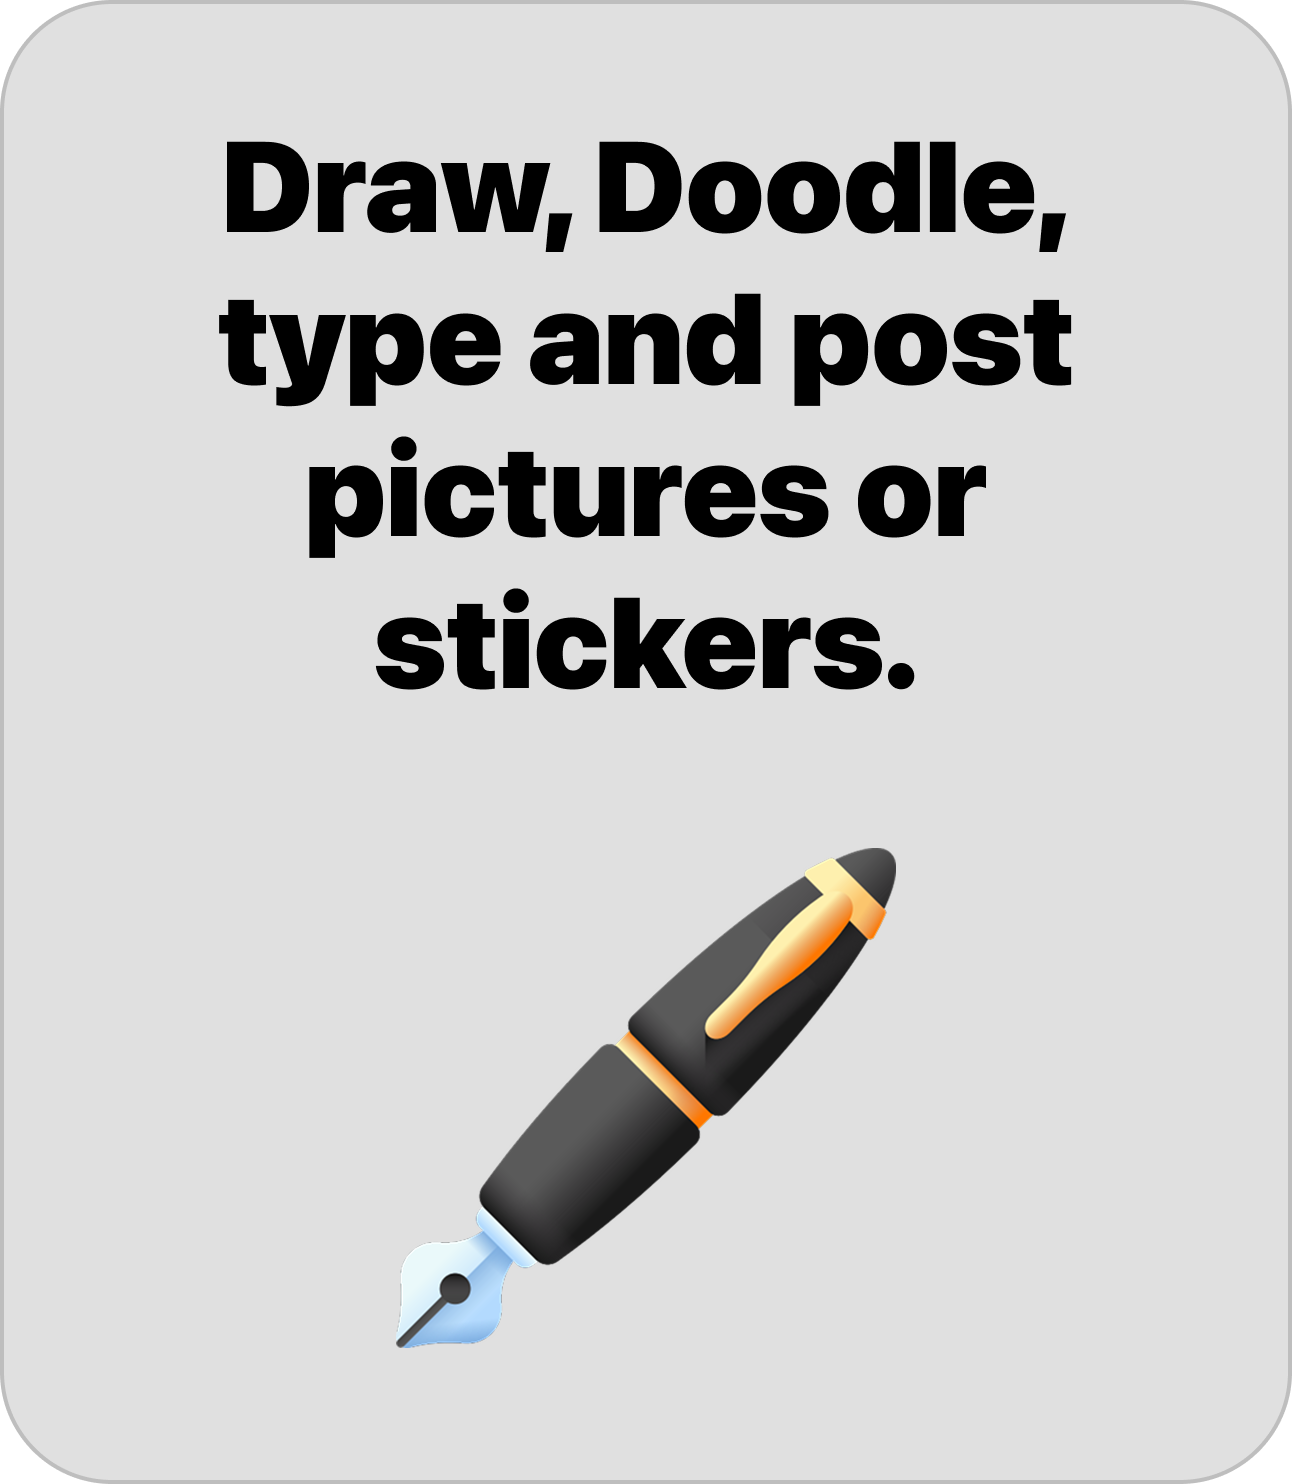 Draw, Doodle,
type and post
pictures or
stickers.